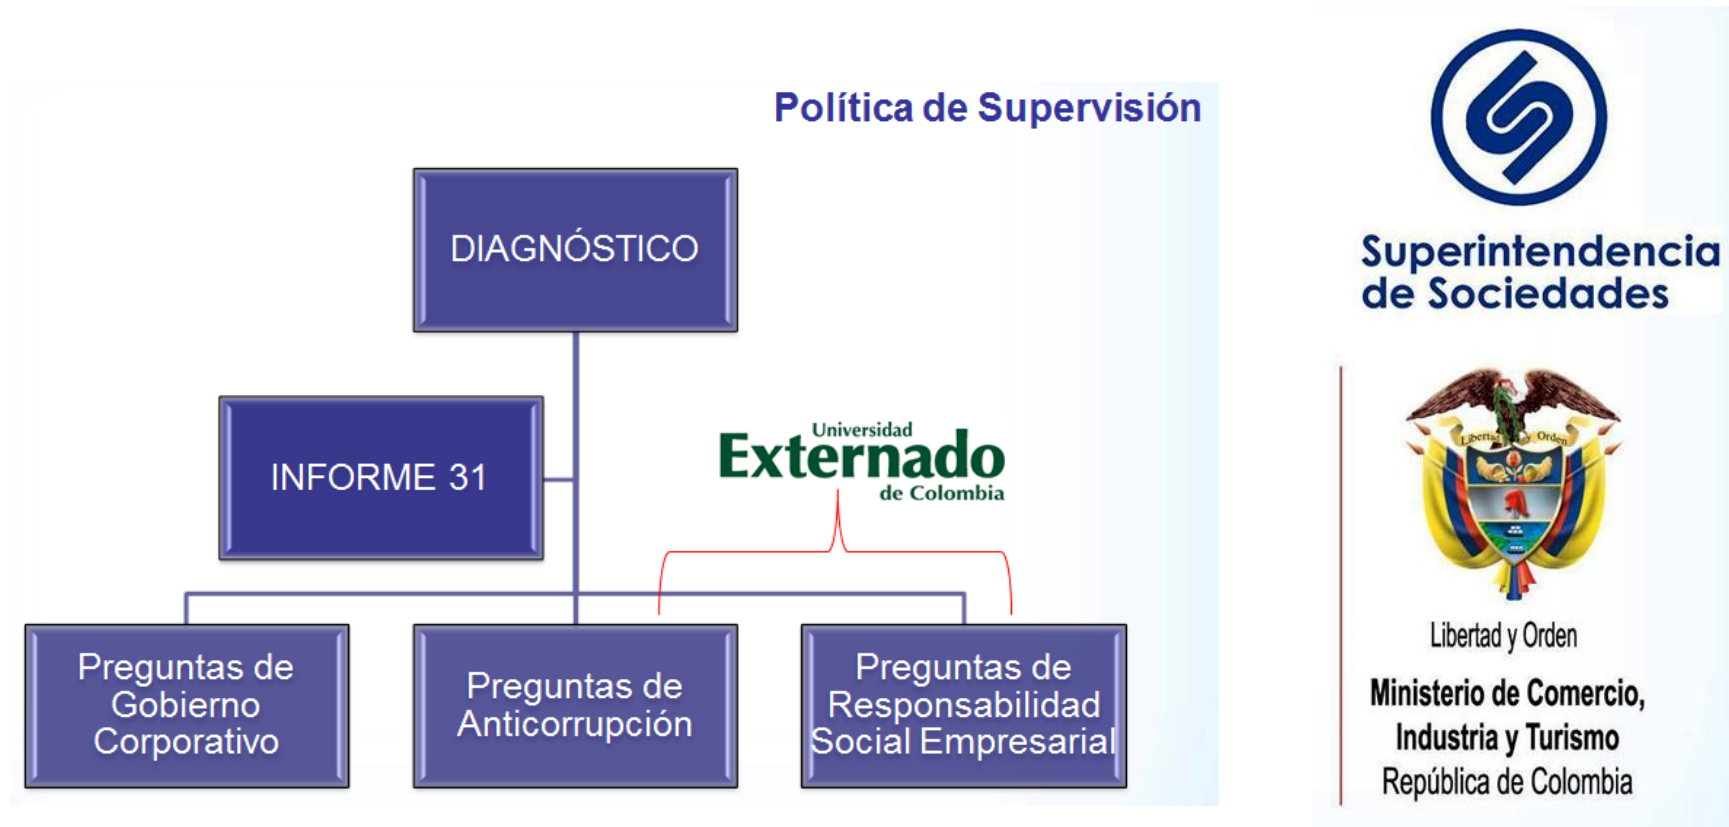 Política de Supervisión
DIAGNÓSTICO
INFORME 31
Universidad
Externado
de Colombia
Preguntas de
Gobierno
Corporativo
Preguntas de
Anticorrupción
Preguntas de
Responsabilidad
Social Empresarial
Superintendencia
de Sociedades
Libertad y Orden
Libertad y Orden
Ministerio de Comercio,
Industria y Turismo
República de Colombia